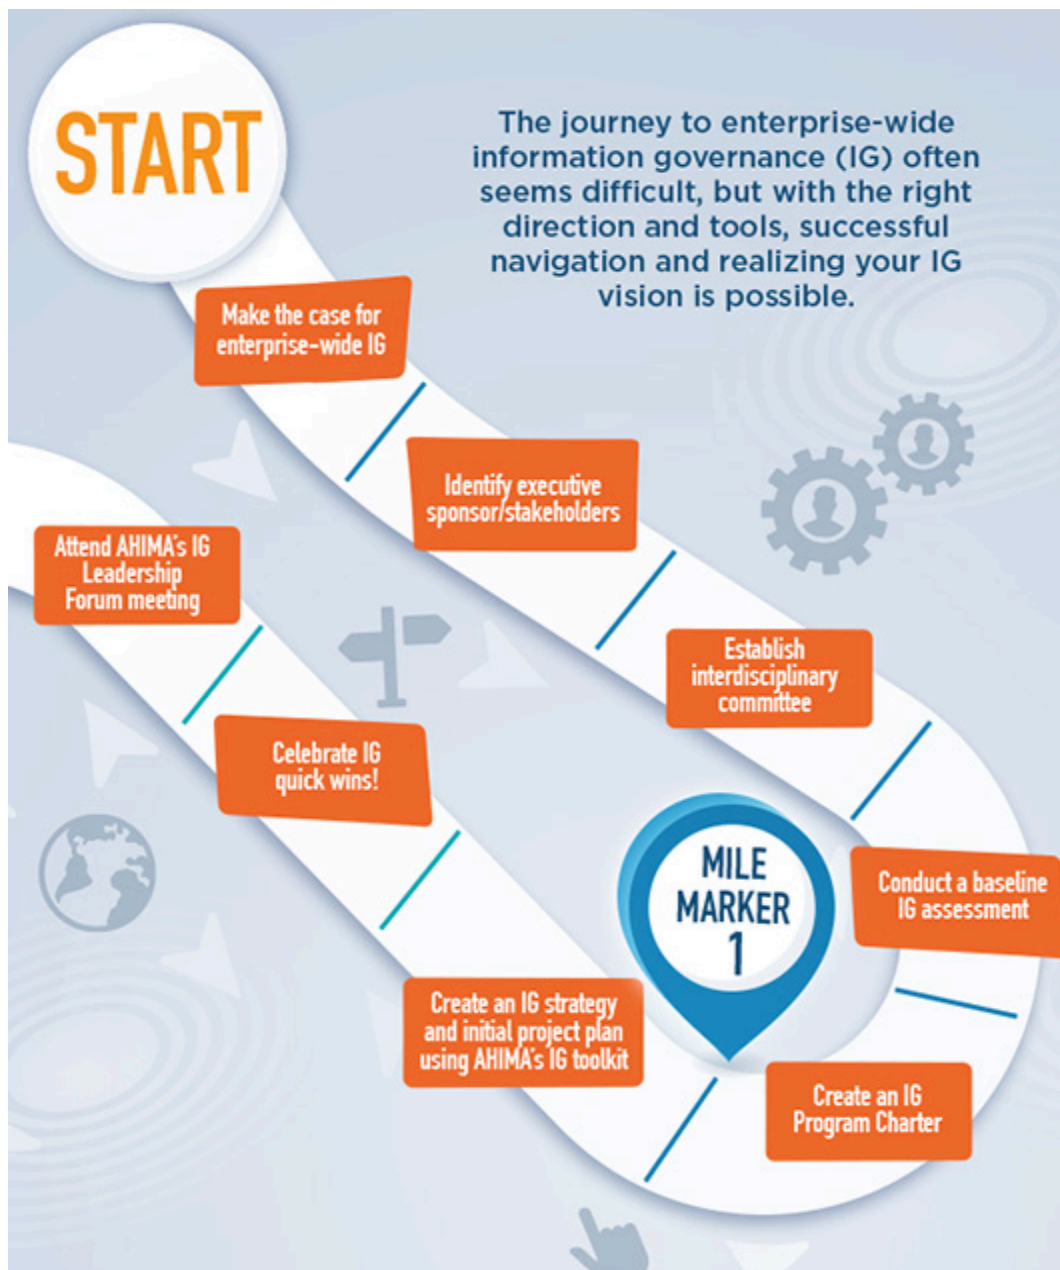 START
The journey to enterprise-wide
information governance (IG) often
seems difficult, but with the right
direction and tools, successful
navigation and realizing your IG
vision is possible.
Make the case for
enterprise-wide IG
Identify executive
sponsor/stakeholders
Establish
interdisciplinary
committee
Conduct a baseline
IG assessment
Create an IG
Program Charter
MILE
MARKER
1
Create an IG strategy
and initial project plan
using AHIMA's IG toolkit
Celebrate IG
quick wins!
Attend AHIMA's IG
Leadership
Forum meeting